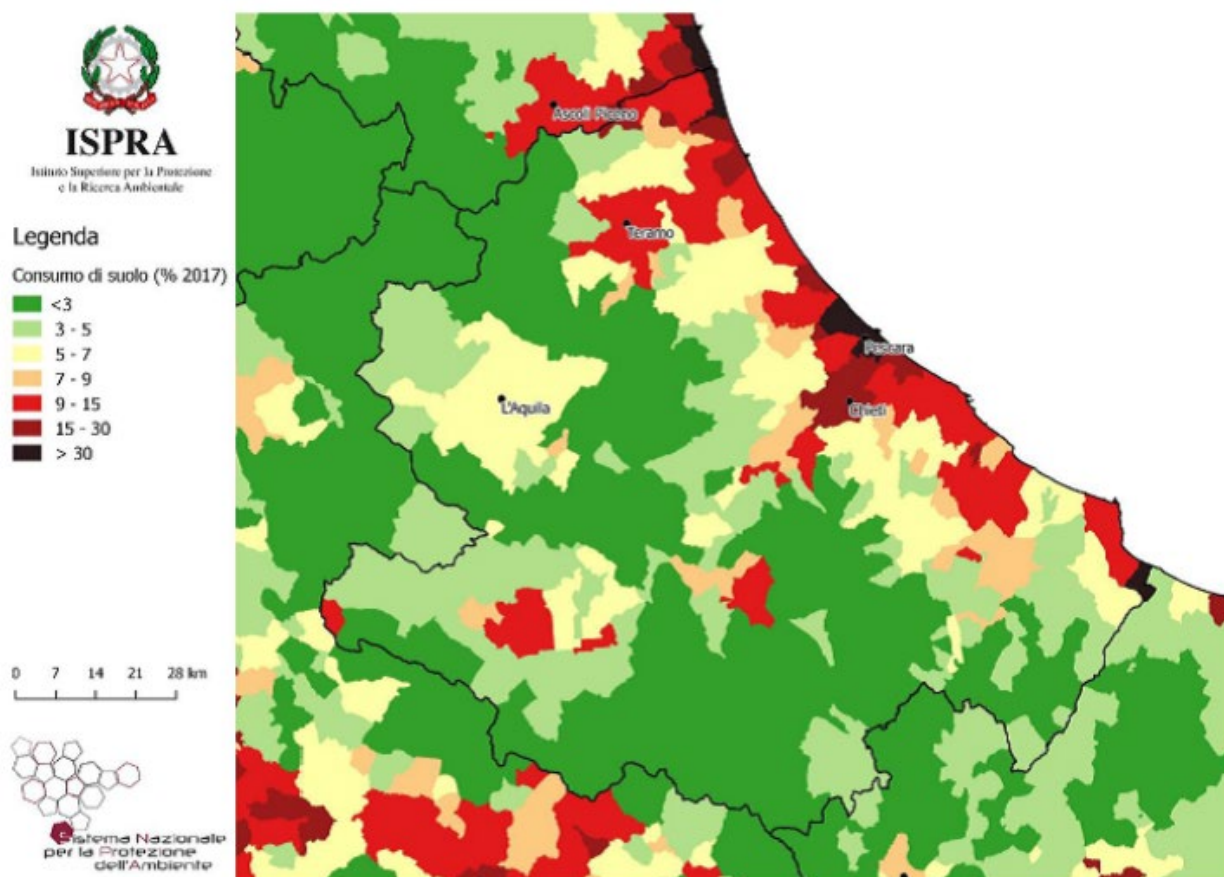 ISPRA
Istituto Superiore per la Protezione
e la Ricerca Ambientale
Legenda
Consumo di suolo (% 2017)
<3
3 - 5
5 - 7
7 - 9
9 - 15
15 - 30
> 30
0 7 14 21 28 km
Sistema Nazionale
per la Protezione
dell'Ambiente
Ascoli Piceno
Teramo
Pescara
L'Aquila
Chieti